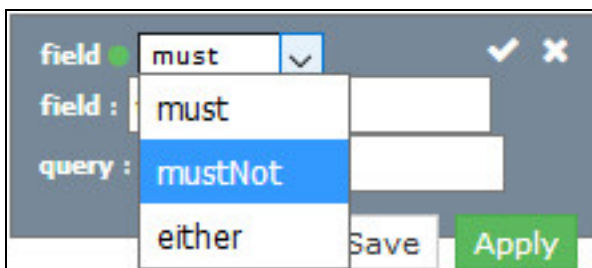 field must
field :
must
query :
mustNot
either
Save Apply